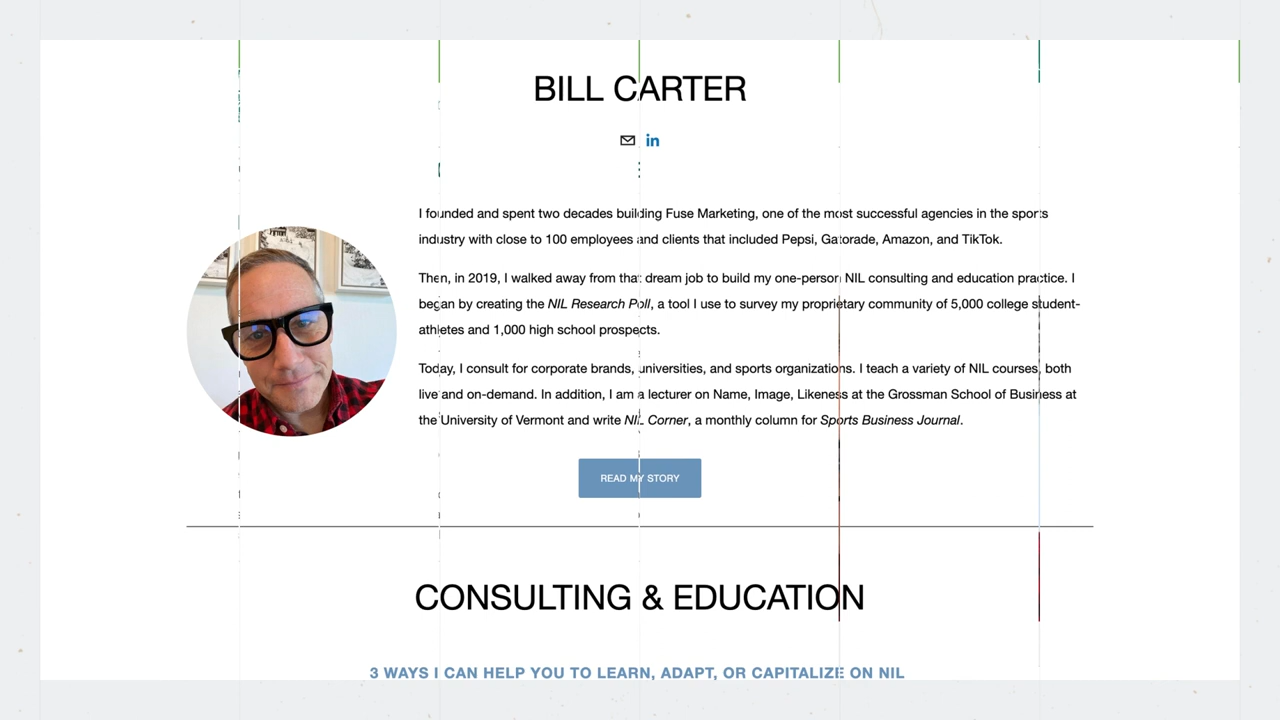 BILL CARTER
in
I founded and spent two decades building Fuse Marketing, one of the most successful agencies in the sports
industry with close to 100 employees and clients that included Pepsi, Gatorade, Amazon, and TikTok.
Then, in 2019, I walked away from that dream job to build my one-person NIL consulting and education practice. I
began by creating the NIL Research Poll, a tool I use to survey my proprietary community of 5,000 college student-
athletes and 1,000 high school prospects.
Today, I consult for corporate brands, universities, and sports organizations. I teach a variety of NIL courses, both
live and on-demand. In addition, I am a lecturer on Name, Image, Likeness at the Grossman School of Business at
the University of Vermont and write NIL Corner, a monthly column for Sports Business Journal.
READ MY STORY
CONSULTING & EDUCATION
3 WAYS I CAN HELP YOU TO LEARN, ADAPT, OR CAPITALIZE ON NIL